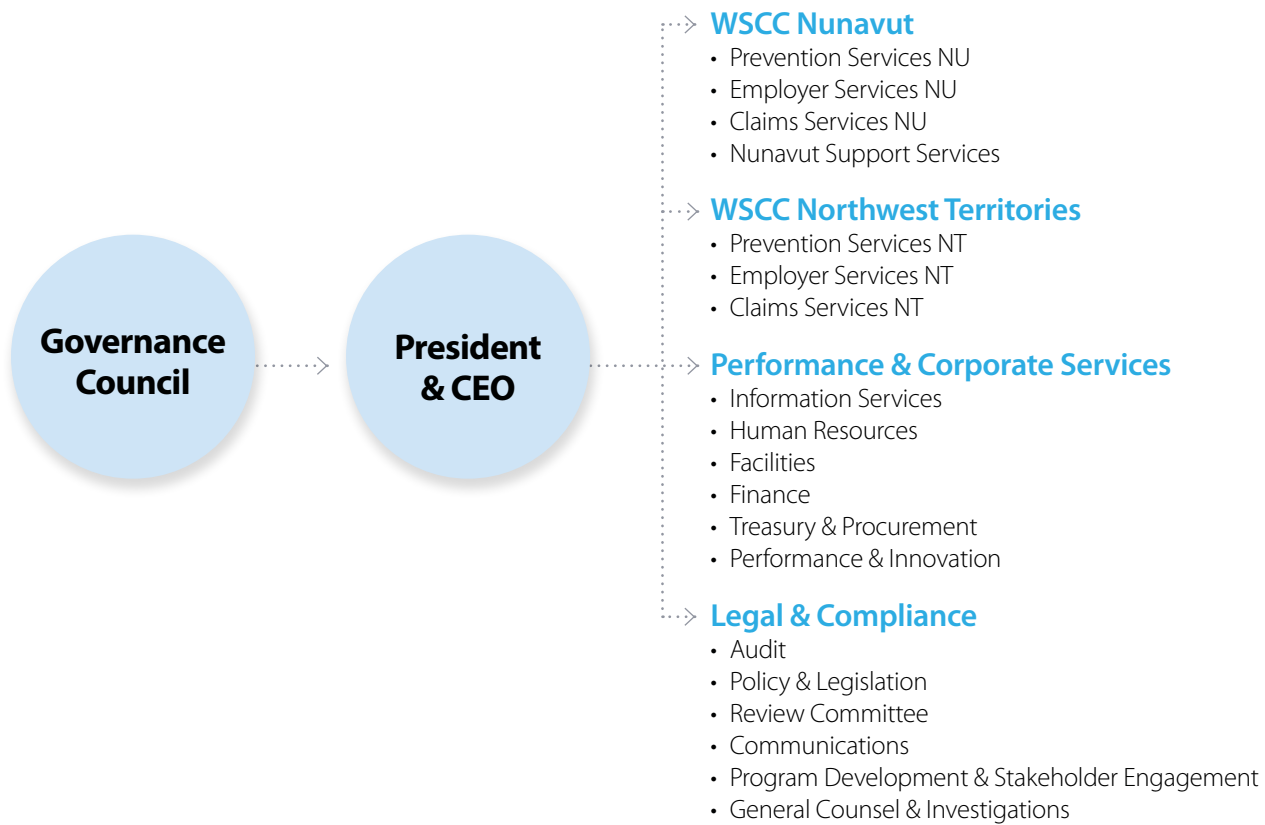 Governance
Council
President
& CEO
WSCC Nunavut
• Prevention Services NU
• Employer Services NU
• Claims Services NU
• Nunavut Support Services
WSCC Northwest Territories
• Prevention Services NT
• Employer Services NT
• Claims Services NT
Performance & Corporate Services
• Information Services
• Human Resources
• Facilities
• Finance
• Treasury & Procurement
• Performance & Innovation
Legal & Compliance
• Audit
• Policy & Legislation
• Review Committee
• Communications
• Program Development & Stakeholder Engagement
• General Counsel & Investigations